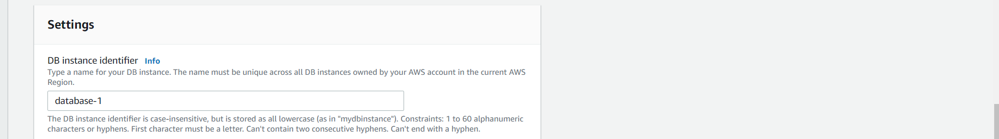 Settings
DB instance identifier Info
Type a name for your DB instance. The name must be unique across all DB instances owned by your AWS account in the current AWS
Region.
database-1
The DB instance identifier is case-insensitive, but is stored as all lowercase (as in "mydbinstance"). Constraints: 1 to 60 alphanumeric
characters or hyphens. First character must be a letter. Can't contain two consecutive hyphens. Can't end with a hyphen.